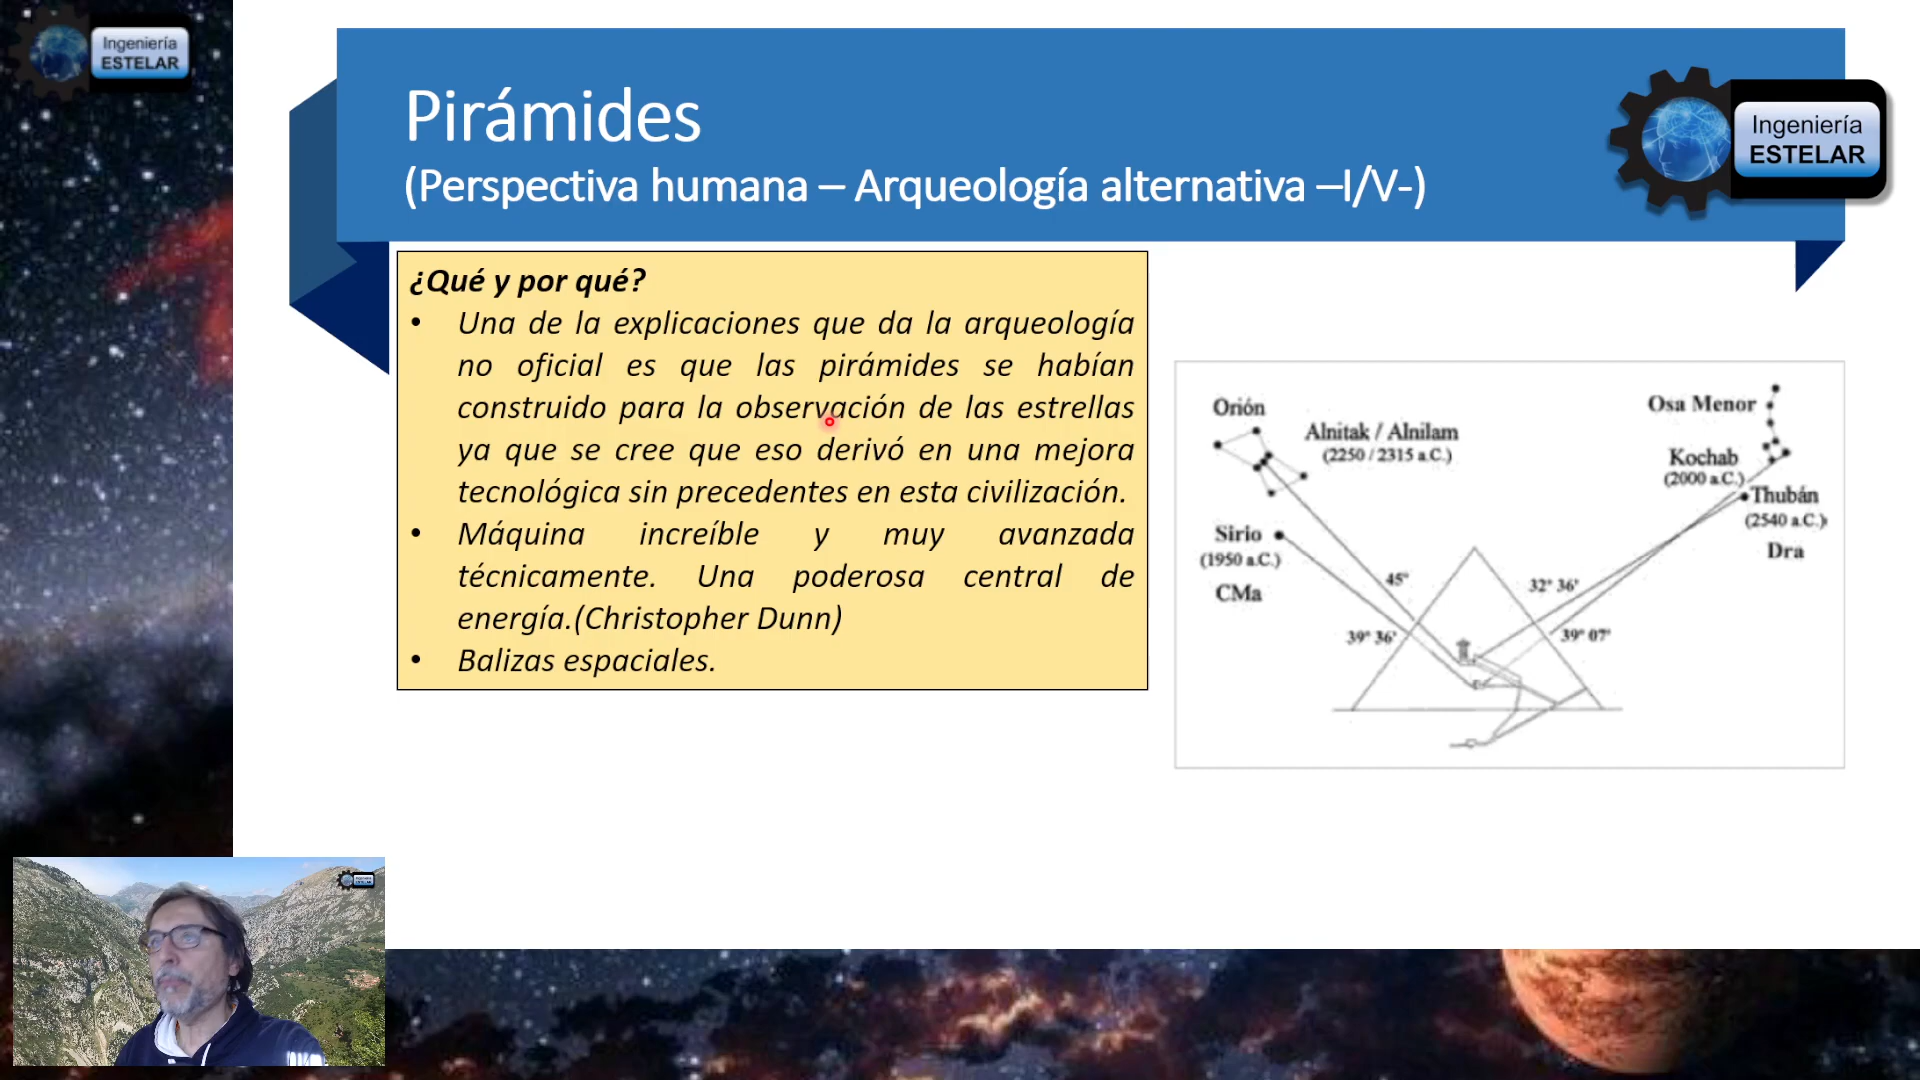 Ingeniería
ESTELAR
Pirámides
(Perspectiva humana – Arqueología alternativa –I/V-)
Ingeniería
ESTELAR
¿Qué y por qué?
• Una de la explicaciones que da la arqueología
no oficial es que las pirámides se habían
construido para la observación de las estrellas
ya que se cree que eso derivó en una mejora
tecnológica sin precedentes en esta civilización.
• Máquina increíble y muy avanzada
técnicamente. Una poderosa central de
energía.(Christopher Dunn)
• Balizas espaciales.
Orión
Alnitak / Alnilam
(2250 / 2315 a.C.)
Sirio
(1950 a.C.)
CMa
Osa Menor
Kochab
(2000 a.C.)
Thubán
(2540 a.C.)
Dra
45º
32º 36'
39º 36'
39º 07'